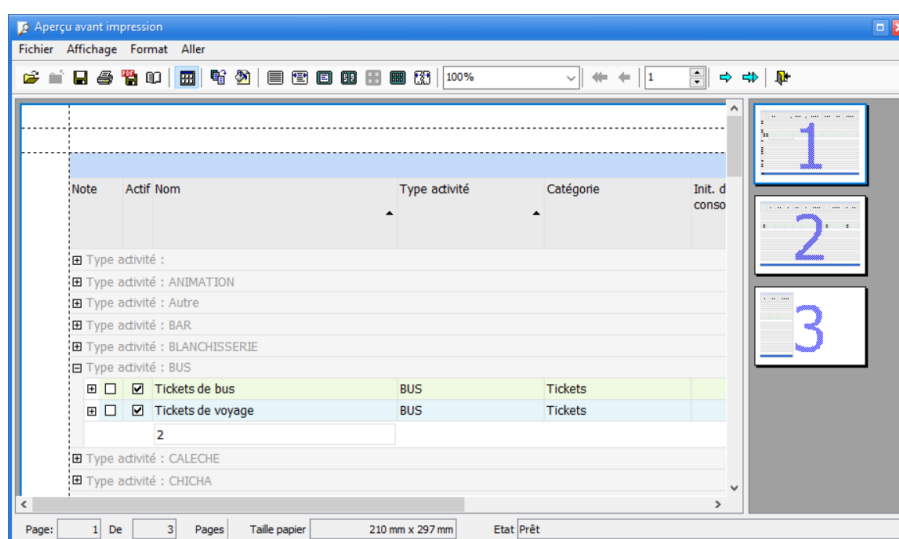 Aperçu avant impression
Fichier Affichage Format Aller
100% 1
Note Actif Nom Type activité Catégorie Init. d
conso
Type activité :
Type activité : ANIMATION
Type activité : Autre
Type activité : BAR
Type activité : BLANCHISSERIE
Type activité : BUS
Tickets de bus BUS Tickets
Tickets de voyage BUS Tickets
2
Type activité : CALECHE
Type activité : CHICHA
1
2
3
Page: 1 De 3 Pages Taille papier 210 mm x 297 mm Etat Prêt